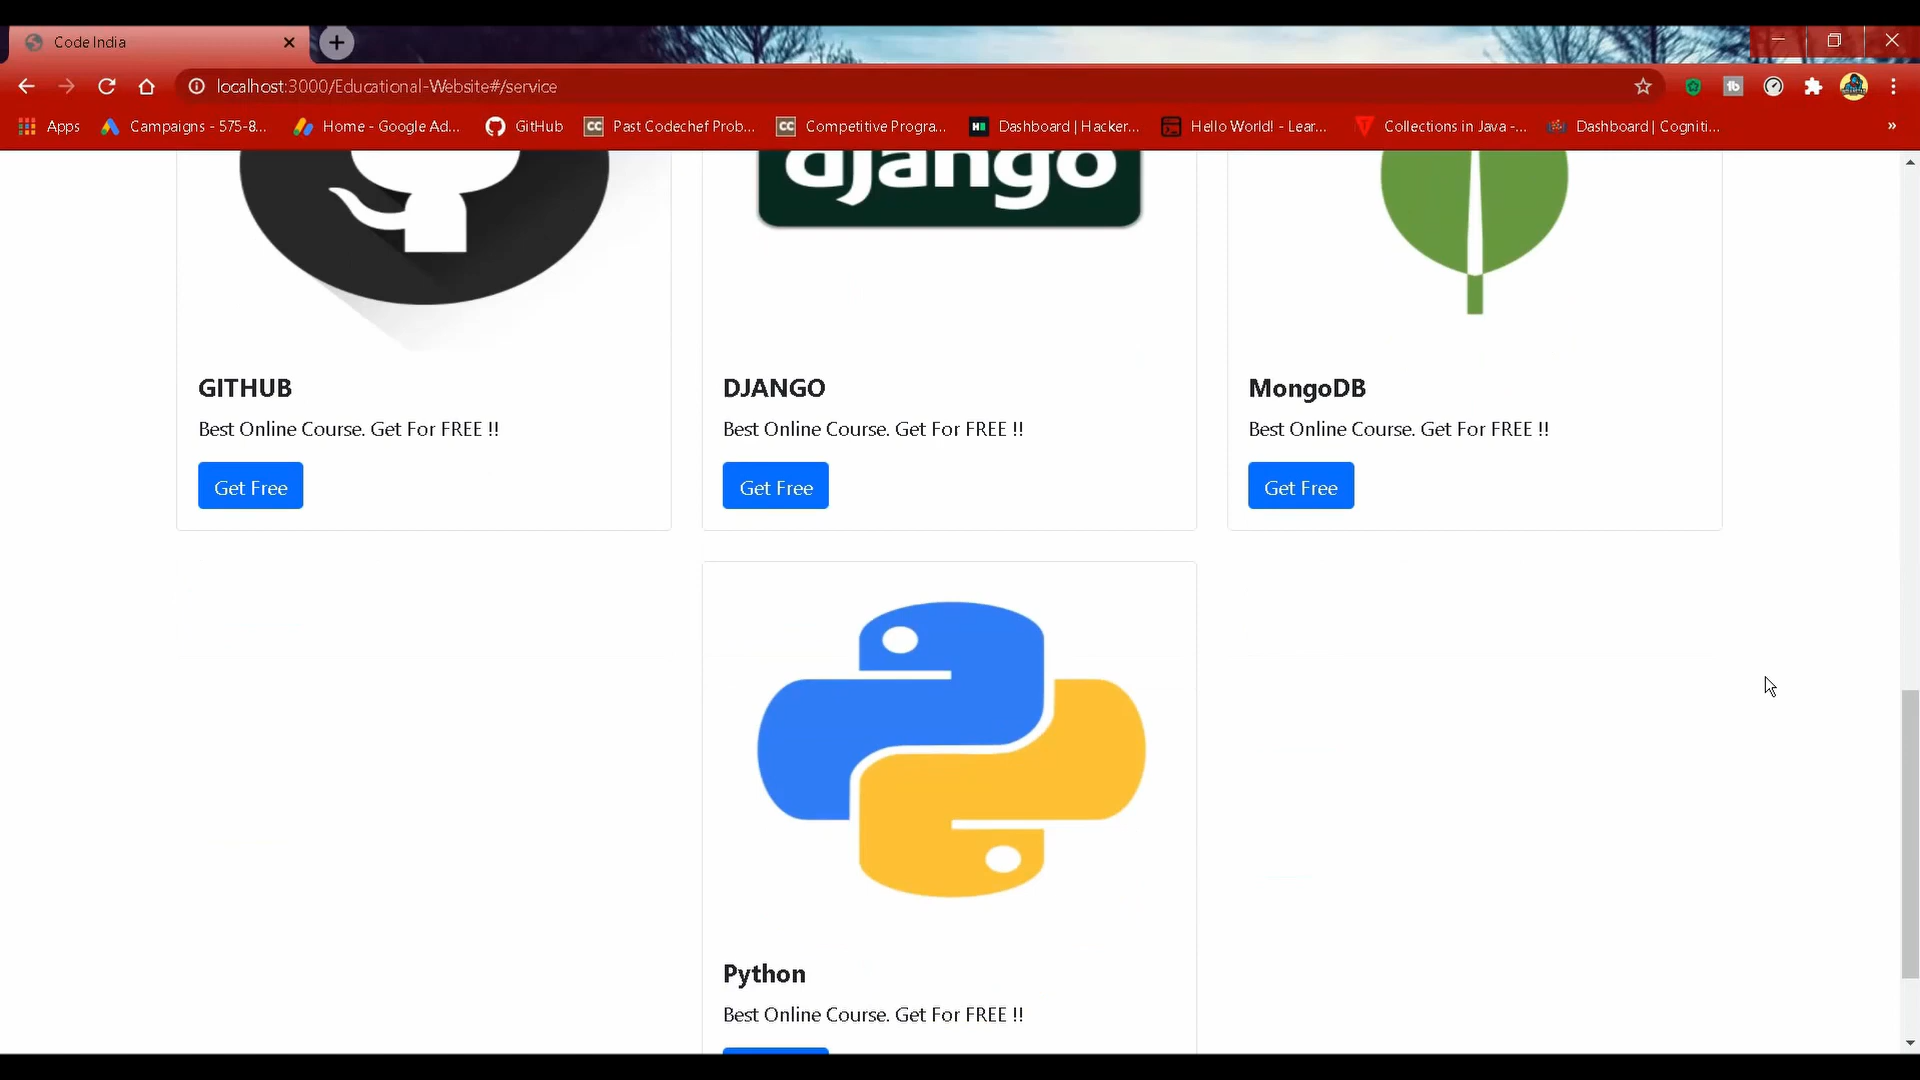 Code India
localhost:3000/Educational-Website#/service
Apps Campaigns - 575-8... Home - Google Ad... GitHub CC Past Codechef Prob... CC Competitive Progra... H Dashboard | Hacker... Hello World! - Lear... T Collections in Java -... Dashboard | Cogniti... »
django
GITHUB
Best Online Course. Get For FREE !!
Get Free
DJANGO
Best Online Course. Get For FREE !!
Get Free
MongoDB
Best Online Course. Get For FREE !!
Get Free
Python
Best Online Course. Get For FREE !!